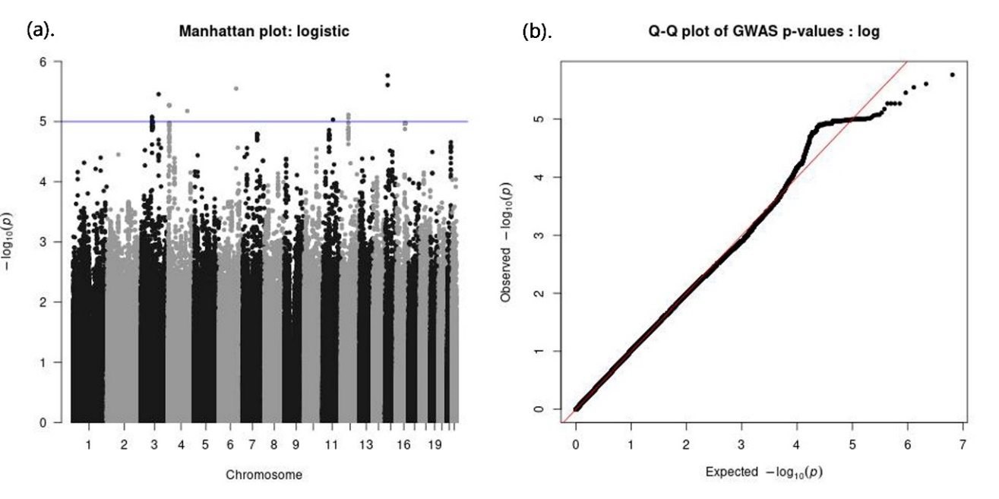 (a).
Manhattan plot: logistic
6
5
4
3
2
1
0
− log10(p)
1 2 3 4 5 6 7 8 9 11 13 16 19
Chromosome
(b).
Q-Q plot of GWAS p-values : log
5
4
3
2
1
0
Observed −log10(p)
0 1 2 3 4 5 6 7
Expected −log10(p)